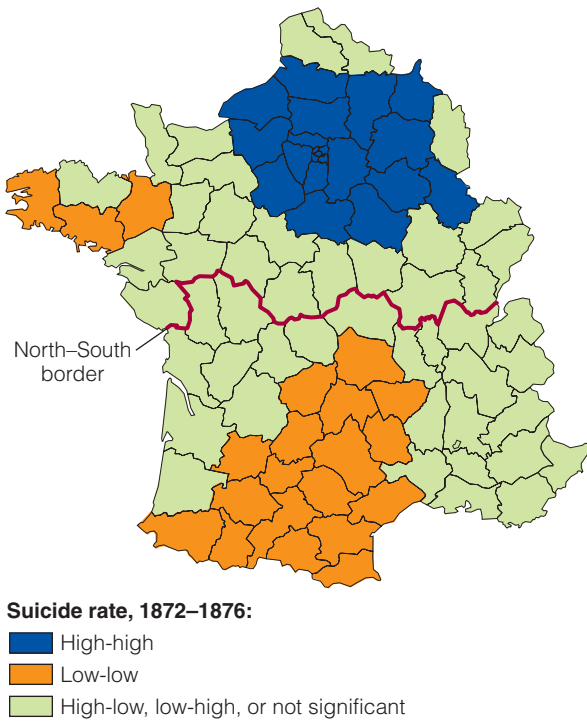 North–South
border
Suicide rate, 1872–1876:
High-high
Low-low
High-low, low-high, or not significant